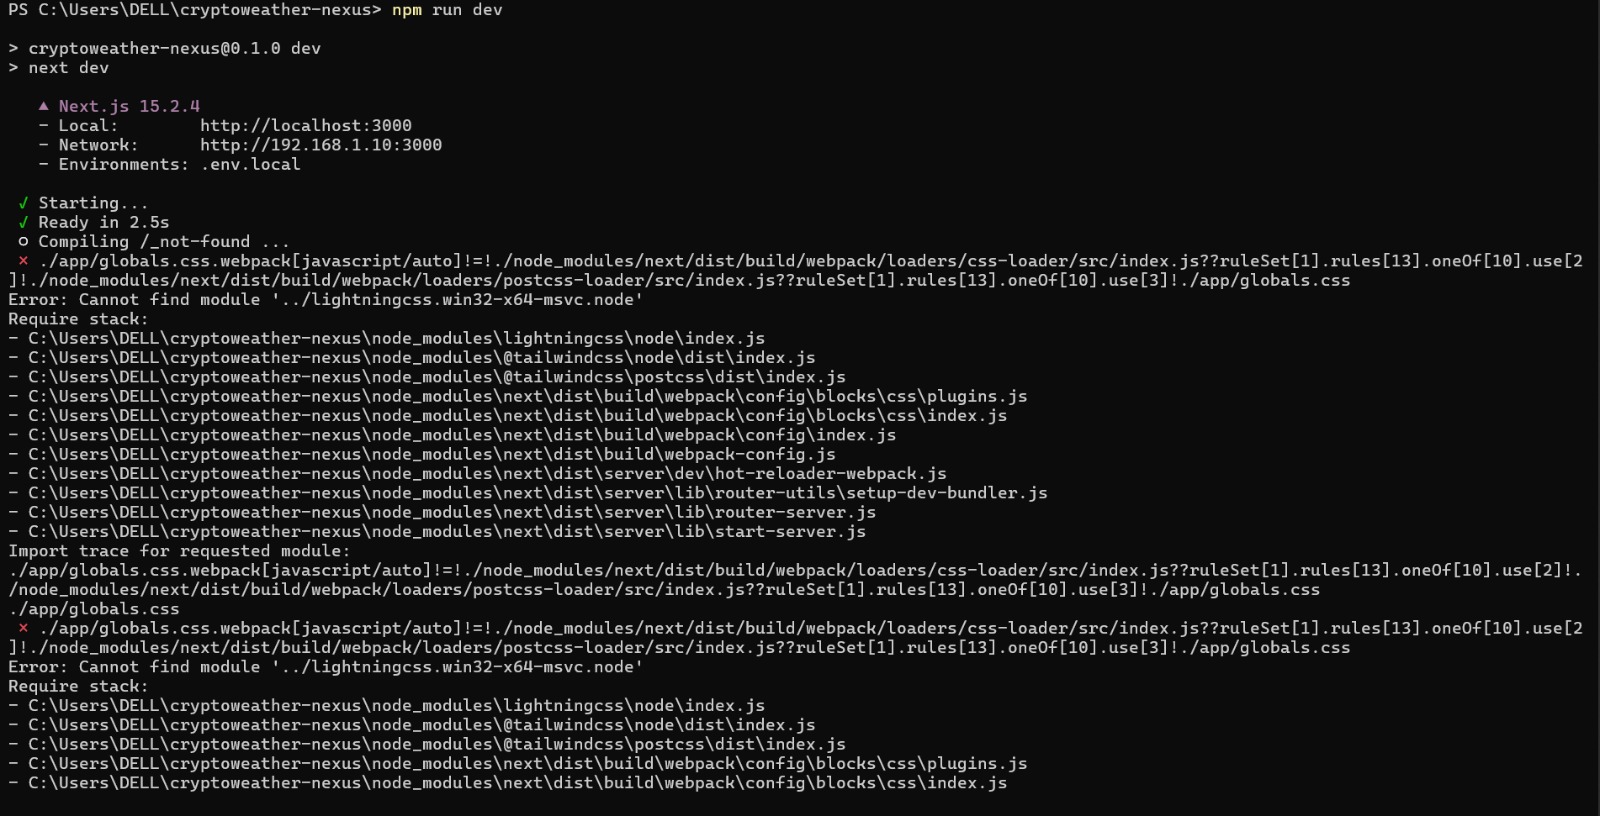 PS C:\Users\DELL\cryptoweather-nexus> npm run dev
> cryptoweather-nexus@0.1.0 dev
> next dev
▲ Next.js 15.2.4
- Local:        http://localhost:3000
- Network:      http://192.168.1.10:3000
- Environments: .env.local
✓ Starting...
✓ Ready in 2.5s
○ Compiling /_not-found ...
⨯ ./app/globals.css.webpack[javascript/auto]!=!./node_modules/next/dist/build/webpack/loaders/css-loader/src/index.js??ruleSet[1].rules[13].oneOf[10].use[2
]!./node_modules/next/dist/build/webpack/loaders/postcss-loader/src/index.js??ruleSet[1].rules[13].oneOf[10].use[3]!./app/globals.css
Error: Cannot find module '../lightningcss.win32-x64-msvc.node'
Require stack:
- C:\Users\DELL\cryptoweather-nexus\node_modules\lightningcss\node\index.js
- C:\Users\DELL\cryptoweather-nexus\node_modules\@tailwindcss\node\dist\index.js
- C:\Users\DELL\cryptoweather-nexus\node_modules\@tailwindcss\postcss\dist\index.js
- C:\Users\DELL\cryptoweather-nexus\node_modules\next\dist\build\webpack\config\blocks\css\plugins.js
- C:\Users\DELL\cryptoweather-nexus\node_modules\next\dist\build\webpack\config\blocks\css\index.js
- C:\Users\DELL\cryptoweather-nexus\node_modules\next\dist\build\webpack\config\index.js
- C:\Users\DELL\cryptoweather-nexus\node_modules\next\dist\build\webpack-config.js
- C:\Users\DELL\cryptoweather-nexus\node_modules\next\dist\server\dev\hot-reloader-webpack.js
- C:\Users\DELL\cryptoweather-nexus\node_modules\next\dist\server\lib\router-utils\setup-dev-bundler.js
- C:\Users\DELL\cryptoweather-nexus\node_modules\next\dist\server\lib\router-server.js
- C:\Users\DELL\cryptoweather-nexus\node_modules\next\dist\server\lib\start-server.js
Import trace for requested module:
./app/globals.css.webpack[javascript/auto]!=!./node_modules/next/dist/build/webpack/loaders/css-loader/src/index.js??ruleSet[1].rules[13].oneOf[10].use[2]!.
/node_modules/next/dist/build/webpack/loaders/postcss-loader/src/index.js??ruleSet[1].rules[13].oneOf[10].use[3]!./app/globals.css
./app/globals.css
⨯ ./app/globals.css.webpack[javascript/auto]!=!./node_modules/next/dist/build/webpack/loaders/css-loader/src/index.js??ruleSet[1].rules[13].oneOf[10].use[2
]!./node_modules/next/dist/build/webpack/loaders/postcss-loader/src/index.js??ruleSet[1].rules[13].oneOf[10].use[3]!./app/globals.css
Error: Cannot find module '../lightningcss.win32-x64-msvc.node'
Require stack:
- C:\Users\DELL\cryptoweather-nexus\node_modules\lightningcss\node\index.js
- C:\Users\DELL\cryptoweather-nexus\node_modules\@tailwindcss\node\dist\index.js
- C:\Users\DELL\cryptoweather-nexus\node_modules\@tailwindcss\postcss\dist\index.js
- C:\Users\DELL\cryptoweather-nexus\node_modules\next\dist\build\webpack\config\blocks\css\plugins.js
- C:\Users\DELL\cryptoweather-nexus\node_modules\next\dist\build\webpack\config\blocks\css\index.js